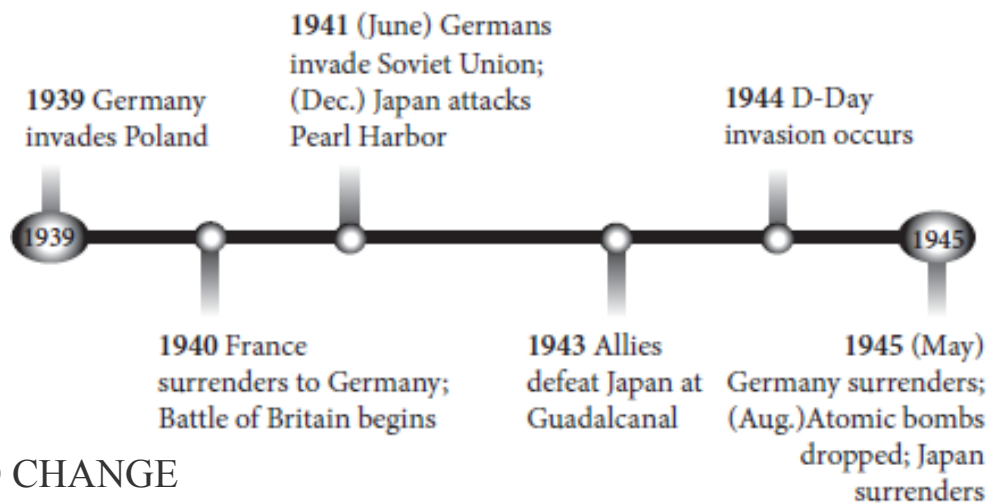 1941 (June) Germans
invade Soviet Union;
(Dec.) Japan attacks
Pearl Harbor
1939 Germany
invades Poland
1944 D-Day
invasion occurs
1939
1945
1940 France
surrenders to Germany;
Battle of Britain begins
1943 Allies
defeat Japan at
Guadalcanal
1945 (May)
Germany surrenders;
(Aug.)Atomic bombs
dropped; Japan
surrenders
CHANGE